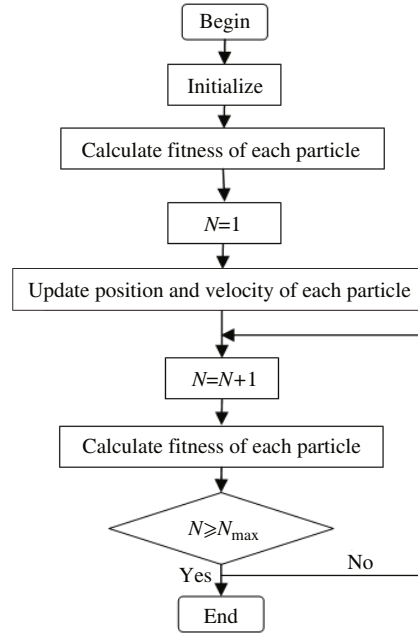 Begin
Initialize
Calculate fitness of each particle
N=1
Update position and velocity of each particle
N=N+1
Calculate fitness of each particle
N⩾Nmax
Yes
No
End